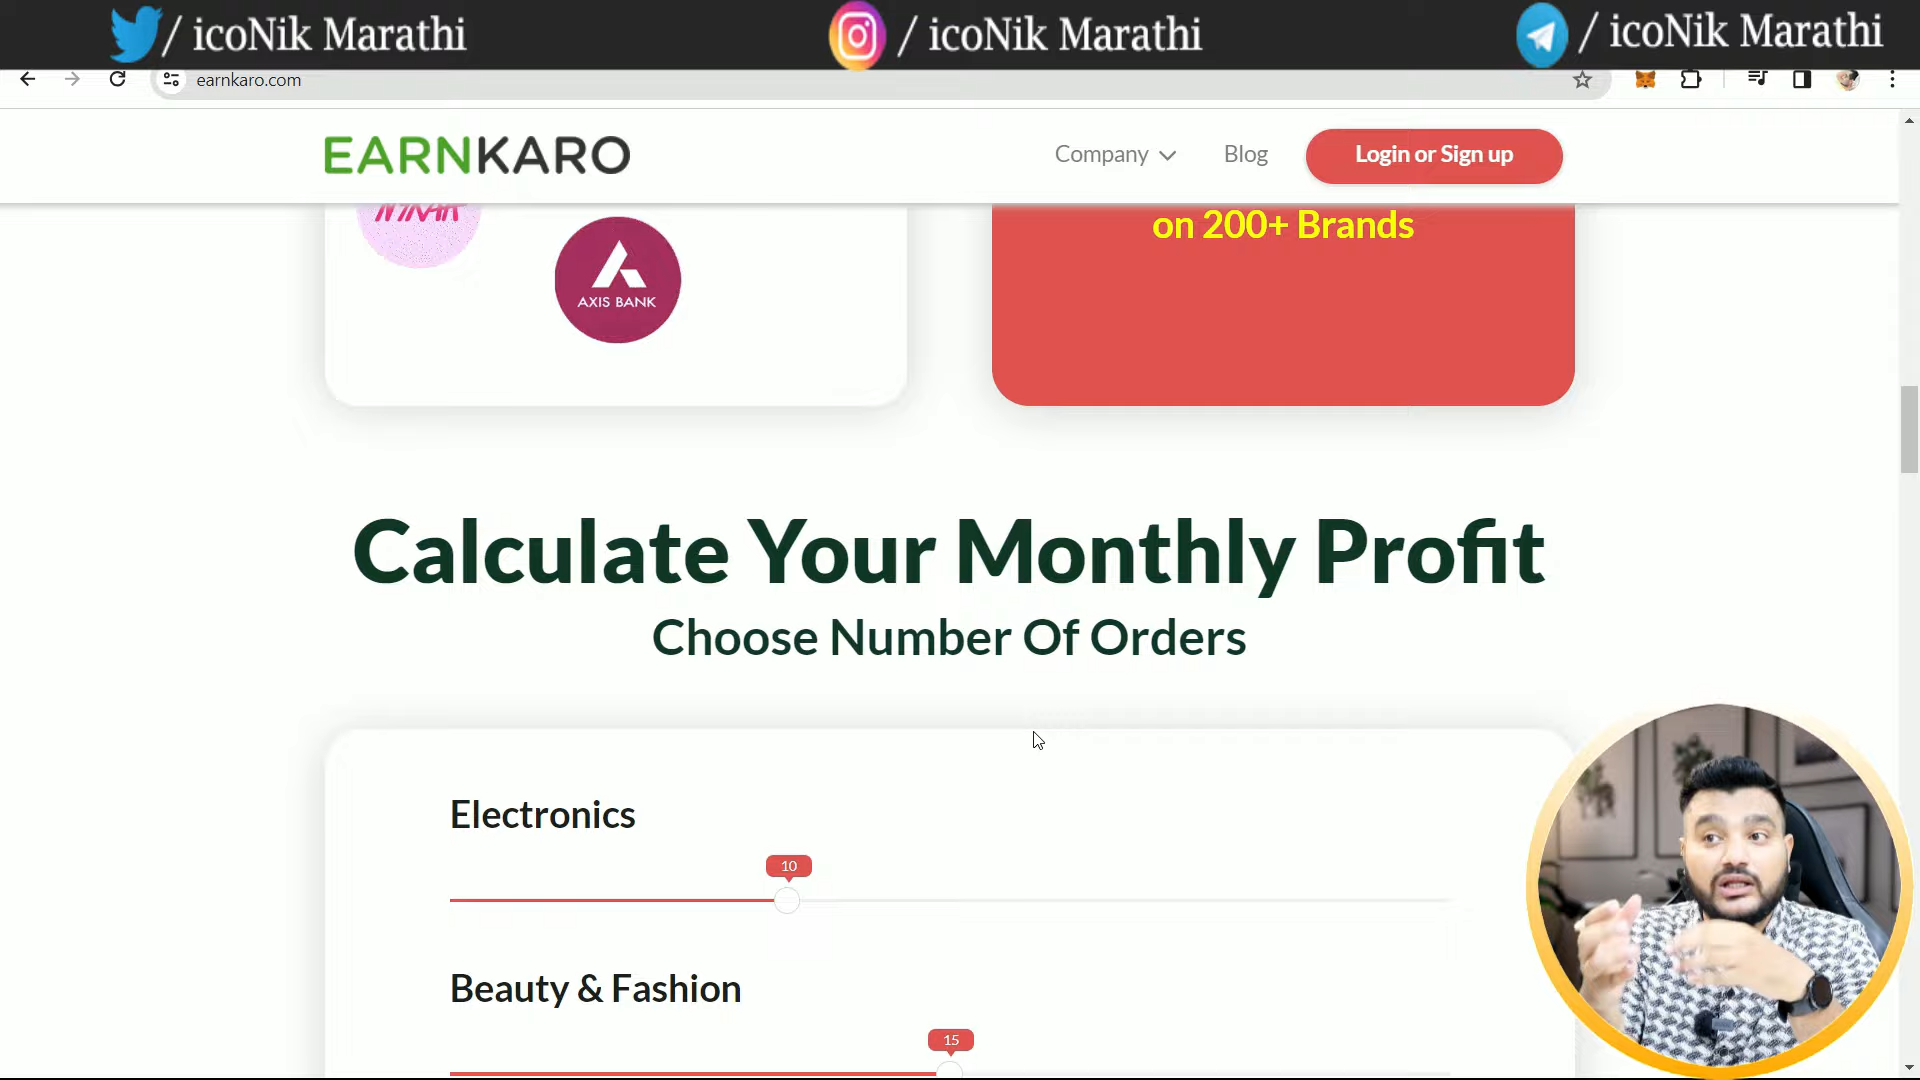 / icoNik Marathi
/ icoNik Marathi
/ icoNik Marathi
earnkaro.com
EARNKARO
Company
Blog
Login or Sign up
NYKAA
on 200+ Brands
AXIS BANK
Calculate Your Monthly Profit
Choose Number Of Orders
Electronics
10
Beauty & Fashion
15